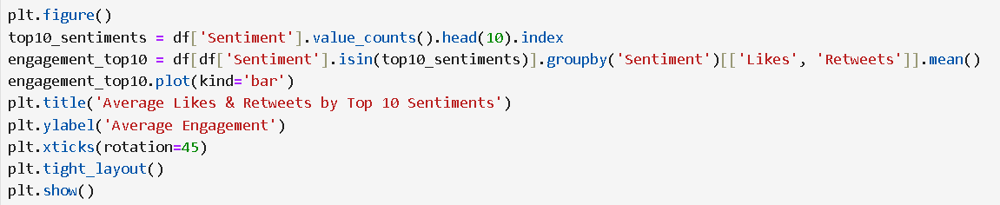 plt.figure()
top10_sentiments = df['Sentiment'].value_counts().head(10).index
engagement_top10 = df[df['Sentiment'].isin(top10_sentiments)].groupby('Sentiment')[['Likes', 'Retweets']].mean()
engagement_top10.plot(kind='bar')
plt.title('Average Likes & Retweets by Top 10 Sentiments')
plt.ylabel('Average Engagement')
plt.xticks(rotation=45)
plt.tight_layout()
plt.show()